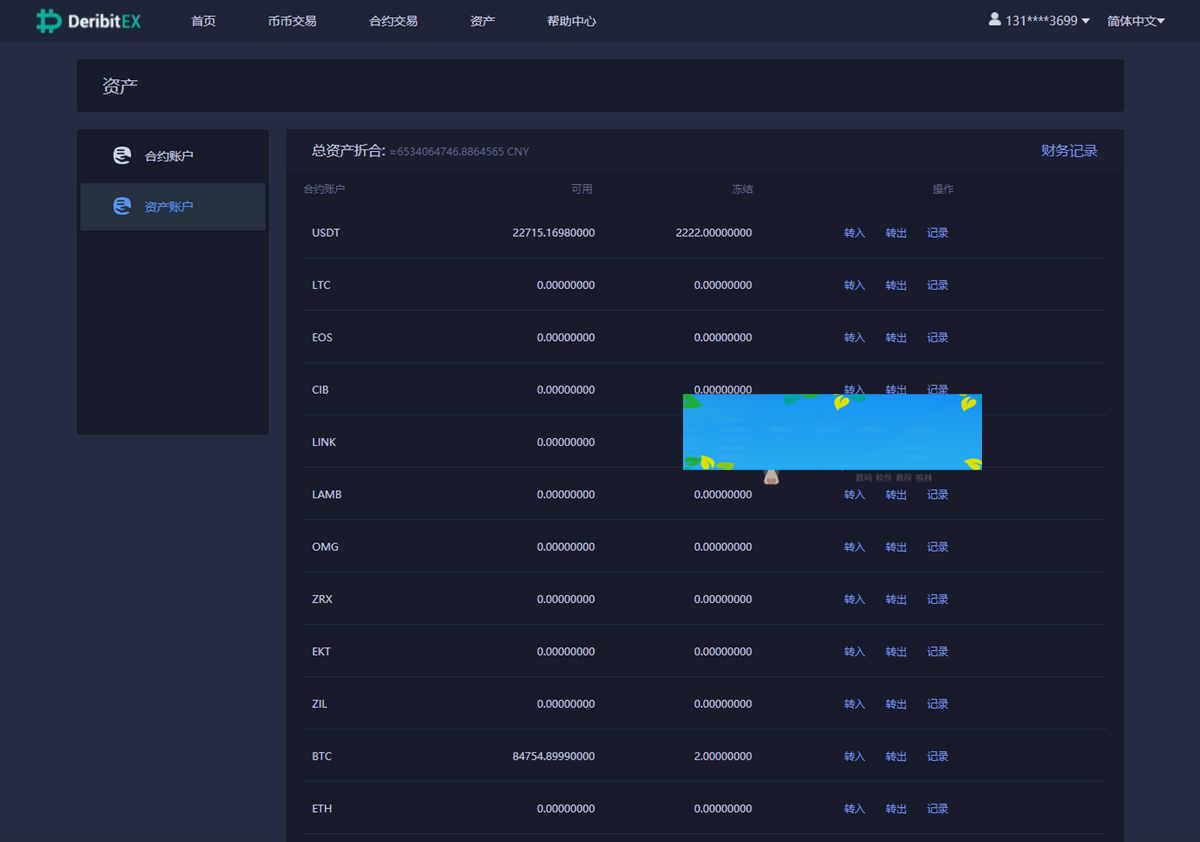 DeribitEX 首页 币币交易 合约交易 资产 帮助中心 131****3699 简体中文
资产
合约账户
资产账户
总资产折合: ≈6534064746.8864565 CNY 财务记录
合约账户 可用 冻结 操作
USDT 22715.16980000 2222.00000000 转入 转出 记录
LTC 0.00000000 0.00000000 转入 转出 记录
EOS 0.00000000 0.00000000 转入 转出 记录
CIB 0.00000000 0.00000000 转入 转出 记录
LINK 0.00000000
源码 软件 教程 福利
LAMB 0.00000000 0.00000000 转入 转出 记录
OMG 0.00000000 0.00000000 转入 转出 记录
ZRX 0.00000000 0.00000000 转入 转出 记录
EKT 0.00000000 0.00000000 转入 转出 记录
ZIL 0.00000000 0.00000000 转入 转出 记录
BTC 84754.89990000 2.00000000 转入 转出 记录
ETH 0.00000000 0.00000000 转入 转出 记录